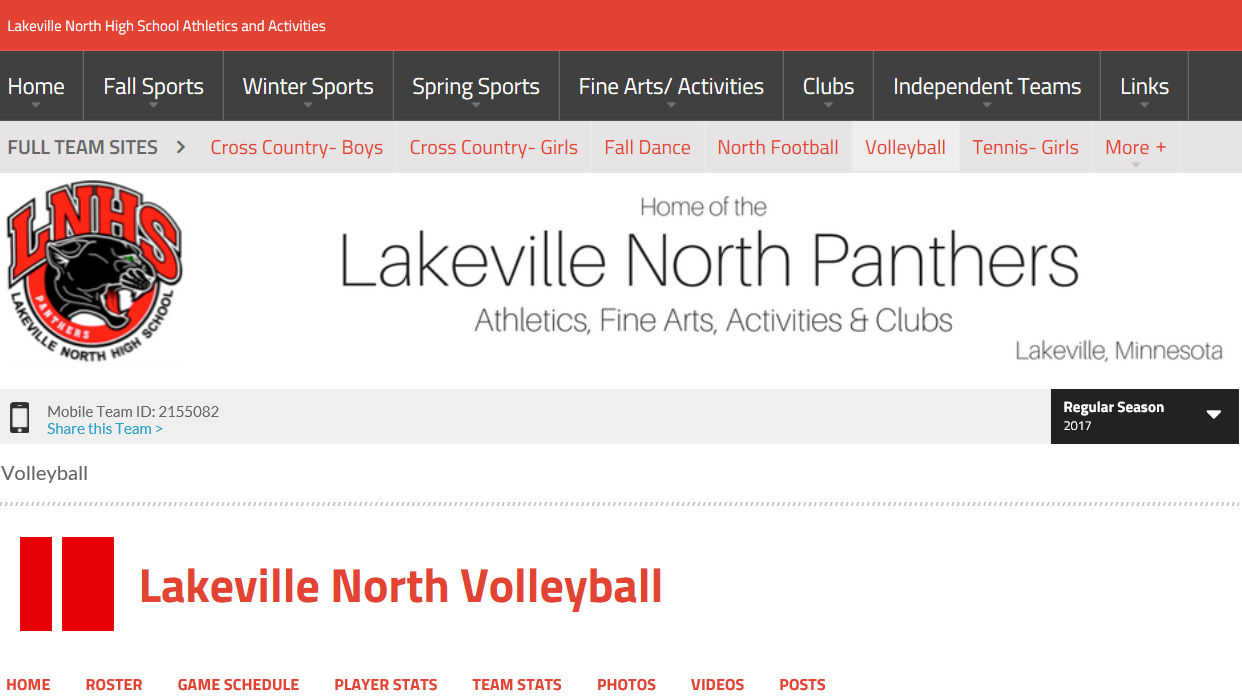 Lakeville North High School Athletics and Activities
Home Fall Sports Winter Sports Spring Sports Fine Arts/ Activities Clubs Independent Teams Links
FULL TEAM SITES Cross Country- Boys Cross Country- Girls Fall Dance North Football Volleyball Tennis- Girls More +
LNHS
PANTHERS
LAKEVILLE NORTH HIGH SCHOOL
Home of the
Lakeville North Panthers
Athletics, Fine Arts, Activities & Clubs
Lakeville, Minnesota
Mobile Team ID: 2155082
Share this Team >
Regular Season
2017
Volleyball
Lakeville North Volleyball
HOME ROSTER GAME SCHEDULE PLAYER STATS TEAM STATS PHOTOS VIDEOS POSTS